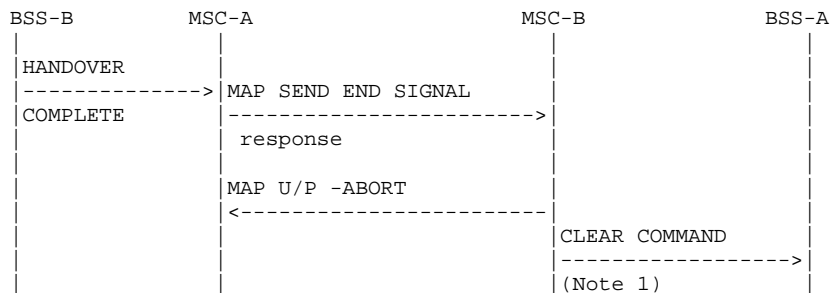 BSS-B MSC-A MSC-B BSS-A
HANDOVER
MAP SEND END SIGNAL
COMPLETE
response
MAP U/P -ABORT
CLEAR COMMAND
(Note 1)